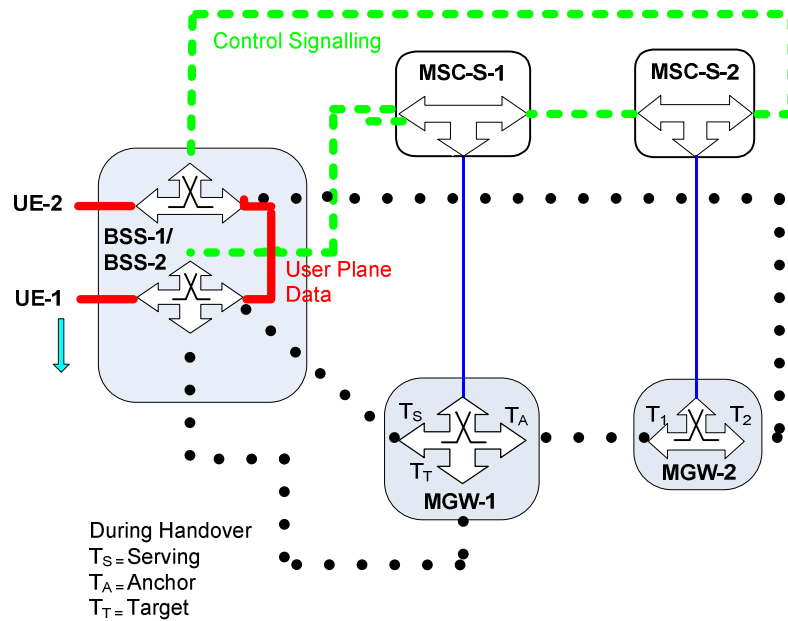 Control Signalling
MSC-S-1
MSC-S-2
UE-2
BSS-1/
BSS-2
User Plane
Data
UE-1
TS
TA
TT
MGW-1
T1
T2
MGW-2
During Handover
TS = Serving
TA = Anchor
TT = Target